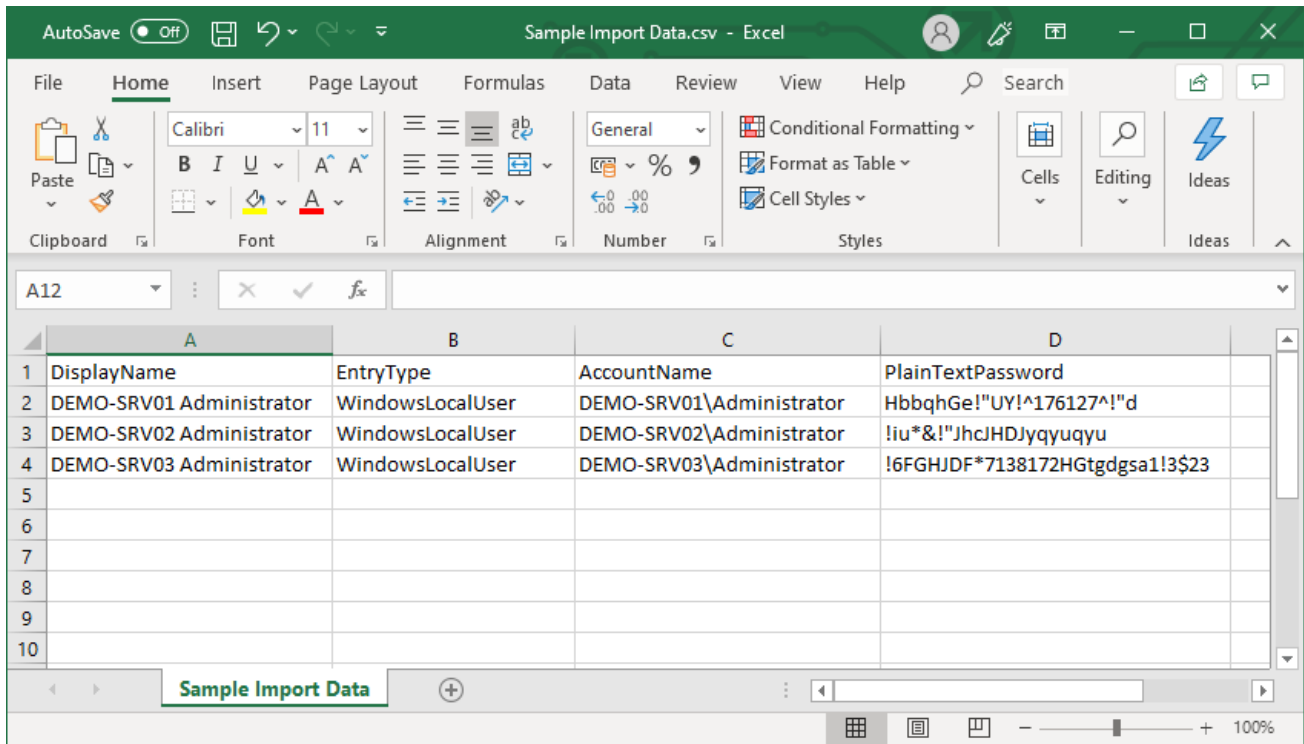 AutoSave Off Sample Import Data.csv - Excel
File Home Insert Page Layout Formulas Data Review View Help Search
Calibri 11 General Conditional Formatting
Paste B I U A^ A˅ % Format as Table Cells Editing Ideas
A Cell Styles
Clipboard Font Alignment Number Styles Ideas
A12 fx
A B C D
1 DisplayName EntryType AccountName PlainTextPassword
2 DEMO-SRV01 Administrator WindowsLocalUser DEMO-SRV01\Administrator HbbqhGe!"UY!^176127^!"d
3 DEMO-SRV02 Administrator WindowsLocalUser DEMO-SRV02\Administrator !iu*&!"JhcJHDJyqyuqyu
4 DEMO-SRV03 Administrator WindowsLocalUser DEMO-SRV03\Administrator !6FGHJDF*7138172HGtgdgsa1!3$23
5
6
7
8
9
10
Sample Import Data
100%